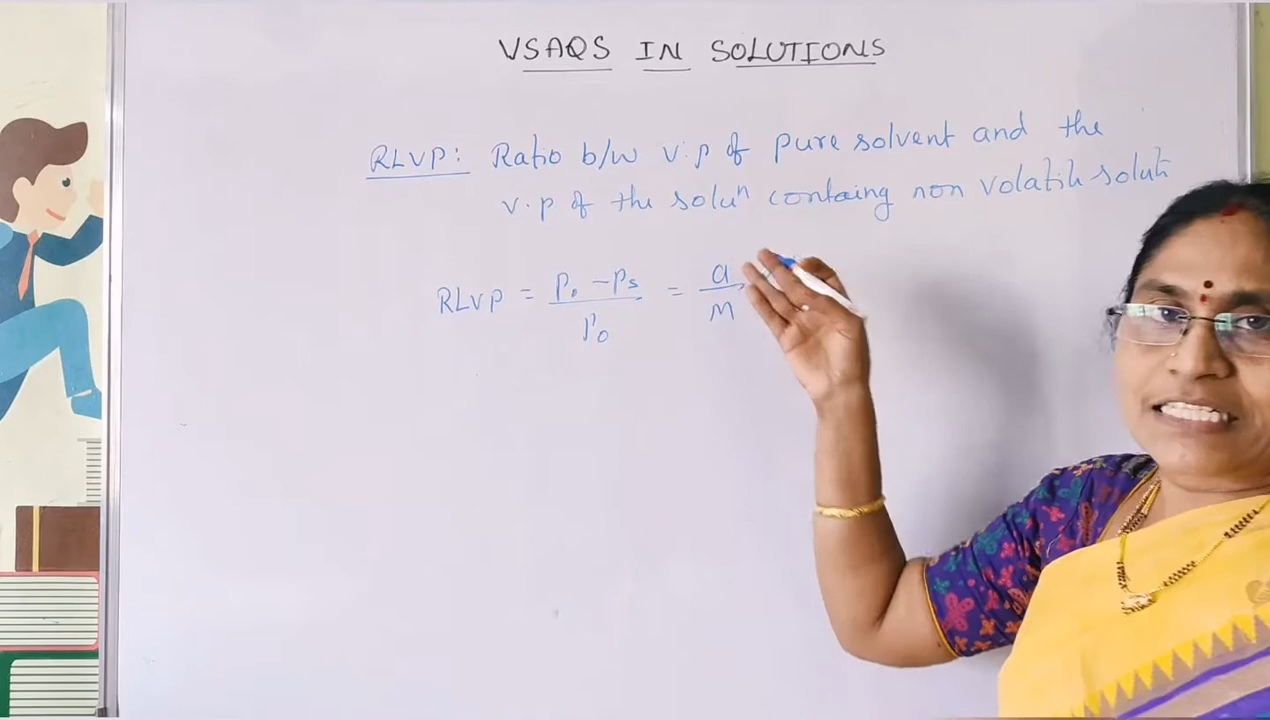 VSAQS IN SOLUTIONS
RLVP: Ratio b/w v.p of pure solvent and the
v.p of the soluⁿ containg non volatile solute
RLVP = P₀ - Pₛ / P₀ = a / M